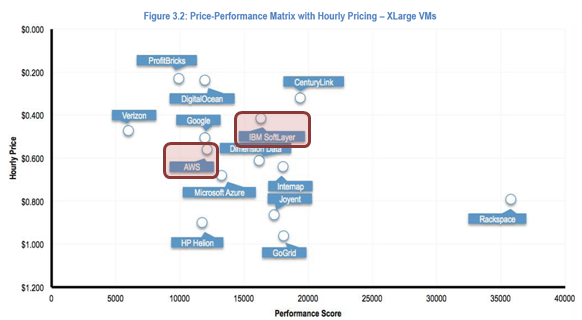 Figure 3.2: Price-Performance Matrix with Hourly Pricing – XLarge VMs
$0.000
$0.200
$0.400
$0.600
$0.800
$1.000
$1.200
Hourly Price
ProfitBricks
DigitalOcean
CenturyLink
Verizon
Google
IBM SoftLayer
Dimension Data
AWS
Microsoft Azure
Internap
Joyent
Rackspace
HP Helion
GoGrid
0
5000
10000
15000
20000
25000
30000
35000
40000
Performance Score